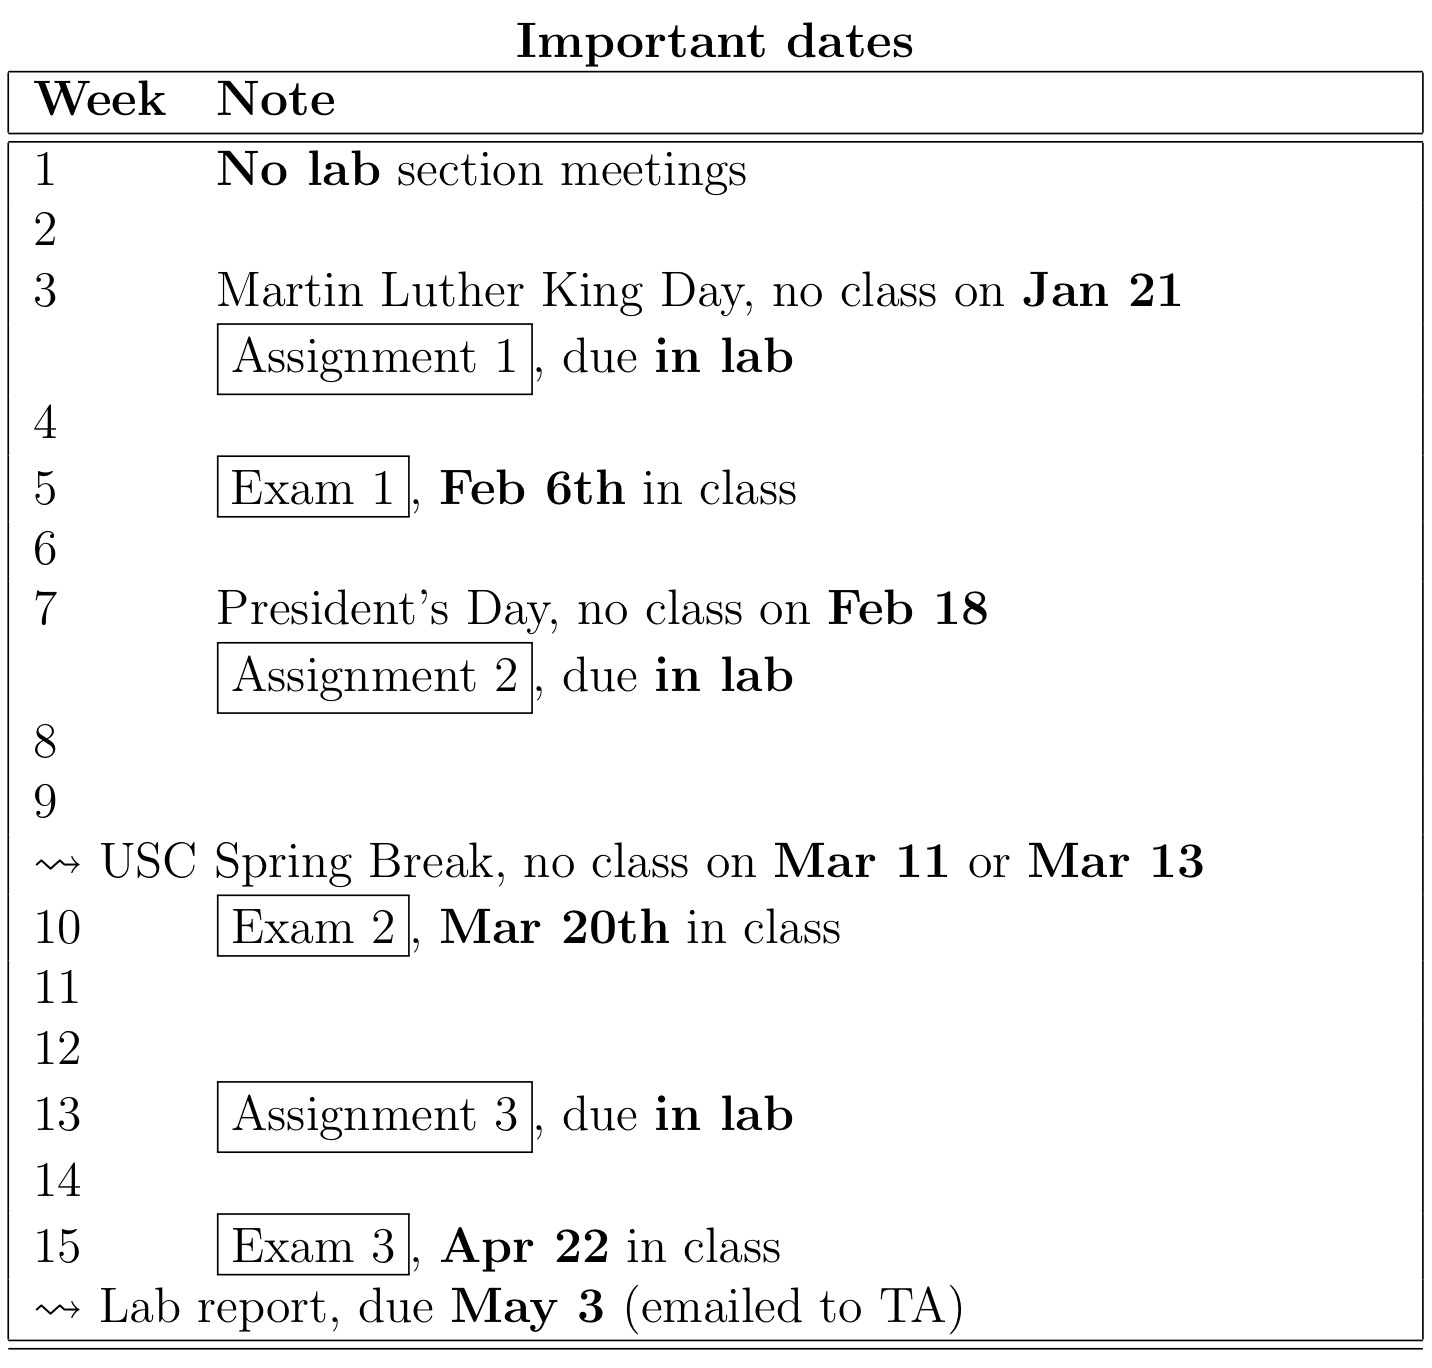 Important dates
Week Note
1 No lab section meetings
2
3 Martin Luther King Day, no class on Jan 21
Assignment 1, due in lab
4
5 Exam 1, Feb 6th in class
6
7 President's Day, no class on Feb 18
Assignment 2, due in lab
8
9
⇝ USC Spring Break, no class on Mar 11 or Mar 13
10 Exam 2, Mar 20th in class
11
12
13 Assignment 3, due in lab
14
15 Exam 3, Apr 22 in class
⇝ Lab report, due May 3 (emailed to TA)